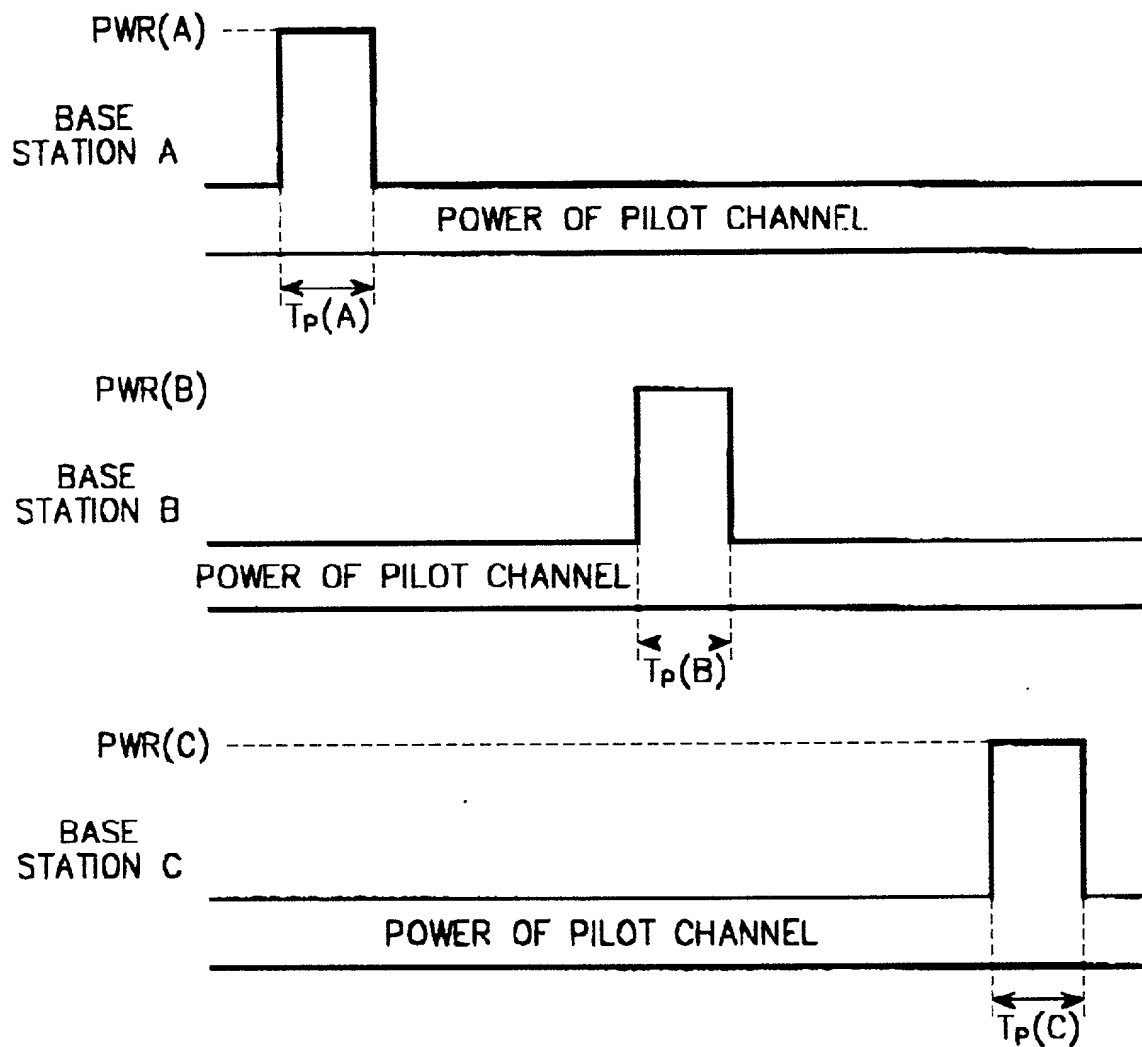 PWR(A)
BASE
STATION A
POWER OF PILOT CHANNEL
Tp(A)
PWR(B)
BASE
STATION B
POWER OF PILOT CHANNEL
Tp(B)
PWR(C)
BASE
STATION C
POWER OF PILOT CHANNEL
Tp(C)